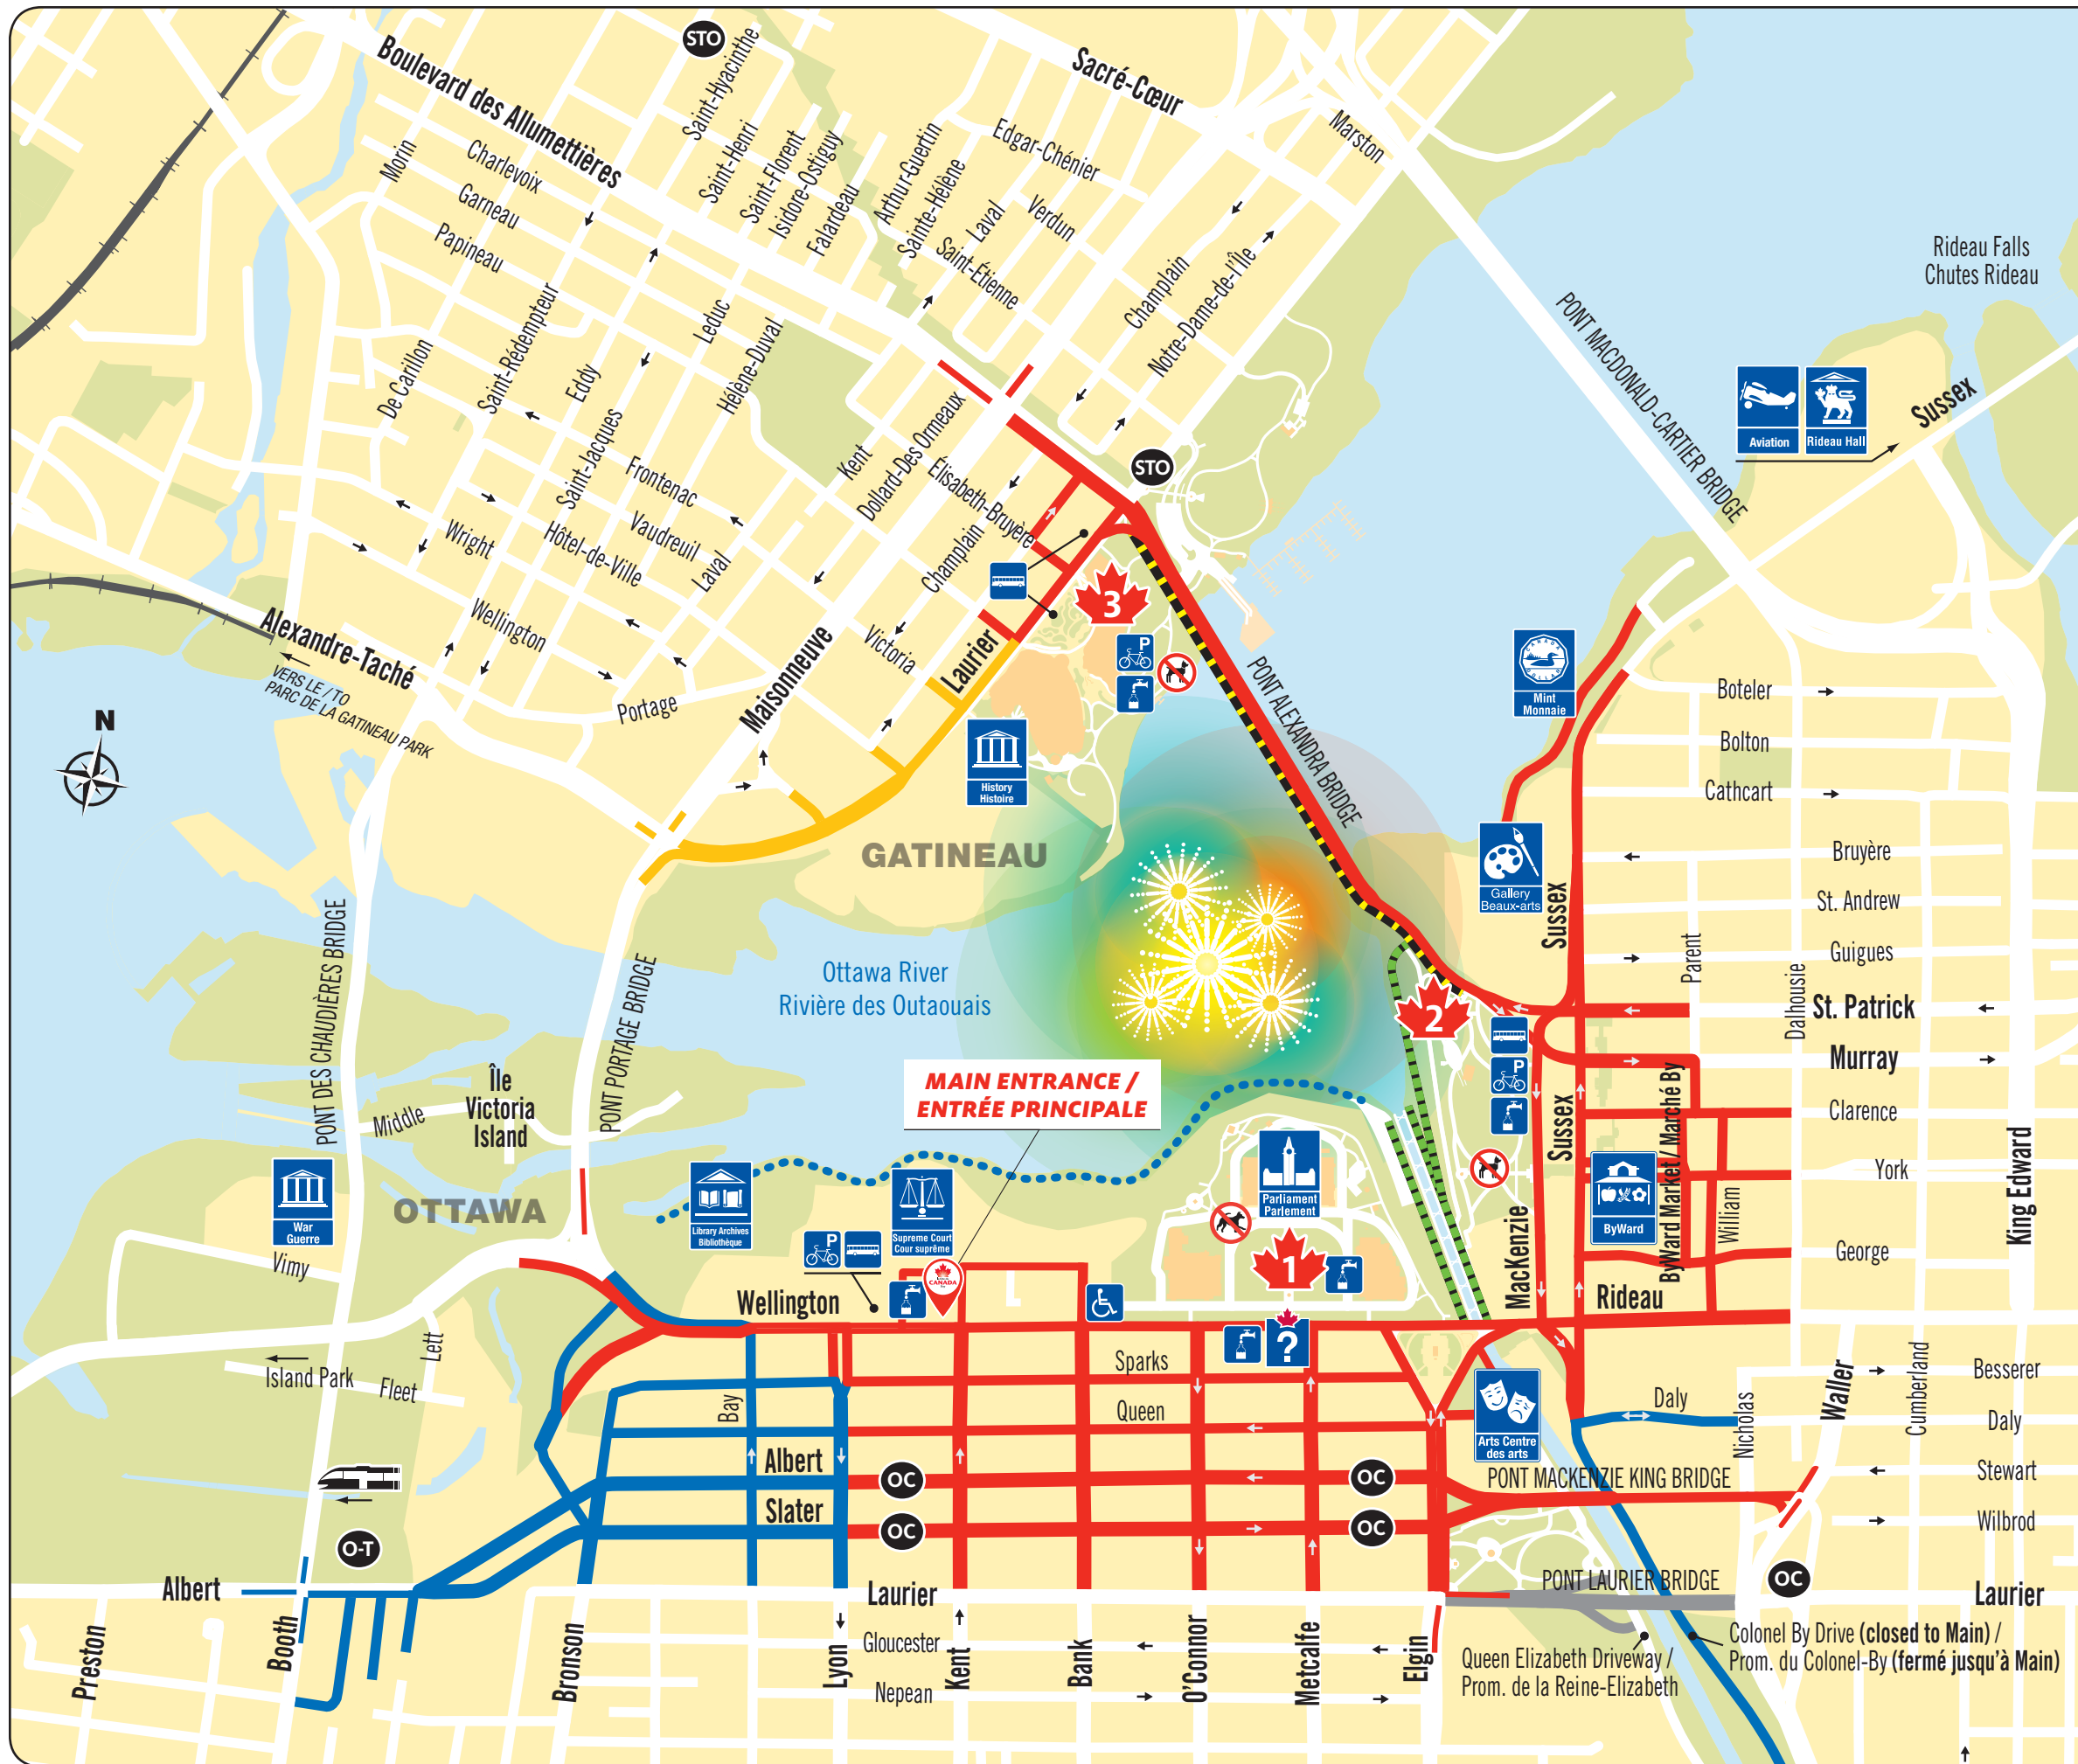 STO
Boulevard des Allumettières
Saint-Hyacinthe
Sacré-Cœur
Marston
Morin
Charlevoix
Garneau
Papineau
Saint-Henri
Saint-Florent
Isidore-Ostiguy
Falardeau
Arthur-Guertin
Sainte-Hélène
Laval
Saint-Étienne
Edgar-Chénier
Verdun
Champlain
Notre-Dame-de-l'Île
Rideau Falls
Chutes Rideau
PONT MACDONALD-CARTIER BRIDGE
Aviation
Rideau Hall
Sussex
De Carillon
Saint-Rédempteur
Eddy
Leduc
Hélène-Duval
Saint-Jacques
Frontenac
Vaudreuil
Hôtel-de-Ville
Wright
Wellington
Laval
Kent
Dollard-Des Ormeaux
Élisabeth-Bruyère
Champlain
Victoria
STO
3
P
Alexandre-Taché
VERS LE / TO
PARC DE LA GATINEAU PARK
Portage
Maisonneuve
Laurier
N
History
Histoire
PONT ALEXANDRA BRIDGE
Mint
Monnaie
Boteler
Bolton
Cathcart
Bruyère
St. Andrew
Guigues
St. Patrick
Murray
Clarence
York
George
Gallery
Beaux-arts
Sussex
Parent
Dalhousie
King Edward
GATINEAU
Ottawa River
Rivière des Outaouais
PONT DES CHAUDIÈRES BRIDGE
PONT PORTAGE BRIDGE
2
P
MAIN ENTRANCE /
ENTRÉE PRINCIPALE
Île
Victoria
Island
Middle
War
Guerre
OTTAWA
Vimy
Library Archives
Bibliothèque
Supreme Court
Cour suprême
P
CANADA
Parliament
Parlement
1
?
Sussex
MacKenzie
ByWard Market / Marché By
ByWard
William
Rideau
Wellington
Lett
Island Park
Fleet
Sparks
Queen
Bay
Albert
Slater
OC
OC
OC
OC
Arts Centre
des arts
Daly
Nicholas
Waller
Cumberland
Besserer
Daly
Stewart
Wilbrod
PONT MACKENZIE KING BRIDGE
O-T
Albert
Laurier
PONT LAURIER BRIDGE
OC
Laurier
Preston
Booth
Bronson
Lyon
Gloucester
Nepean
Kent
Bank
O'Connor
Metcalfe
Elgin
Queen Elizabeth Driveway /
Prom. de la Reine-Elizabeth
Colonel By Drive (closed to Main) /
Prom. du Colonel-By (fermé jusqu'à Main)